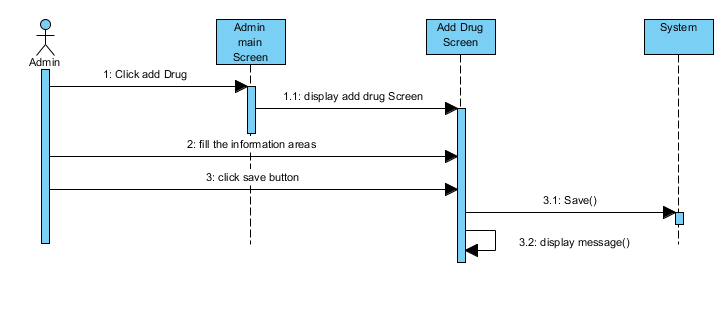 Admin
Admin
main
Screen
Add Drug
Screen
System
1: Click add Drug
1.1: display add drug Screen
2: fill the information areas
3: click save button
3.1: Save()
3.2: display message()